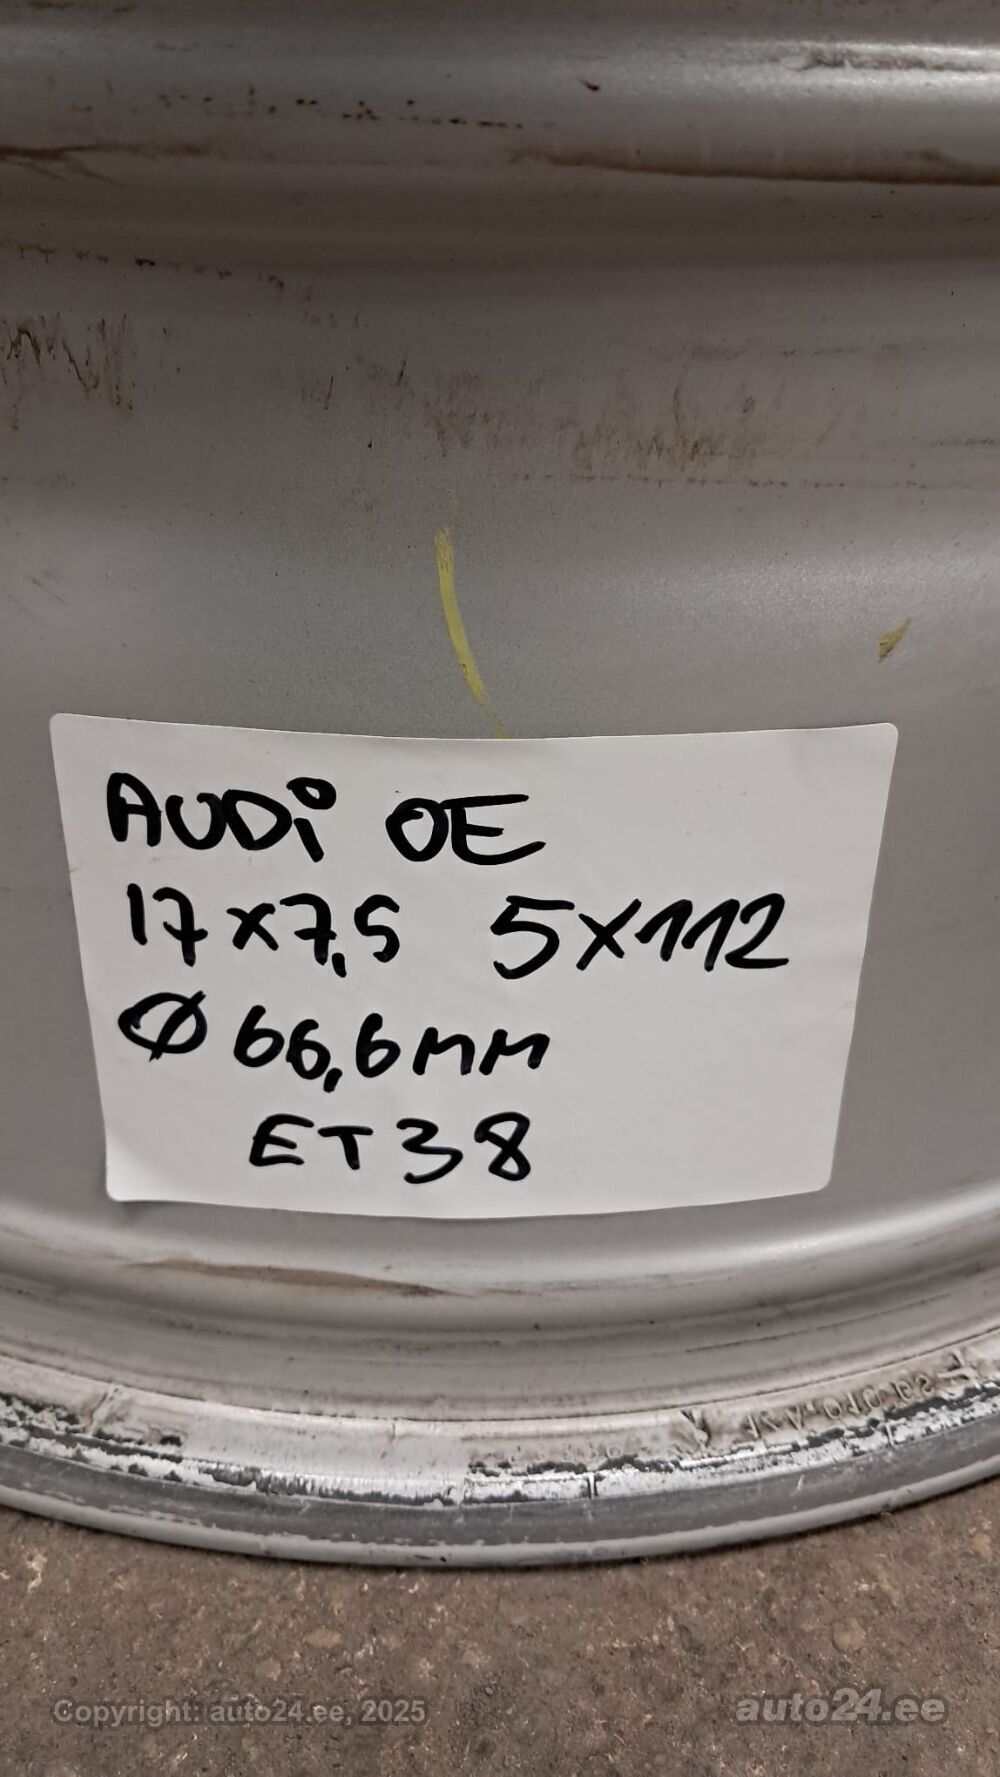 AUDi OE
17x7,5 5x112
Ø 66,6MM
ET38
Copyright: auto24.ee, 2025
auto24.ee